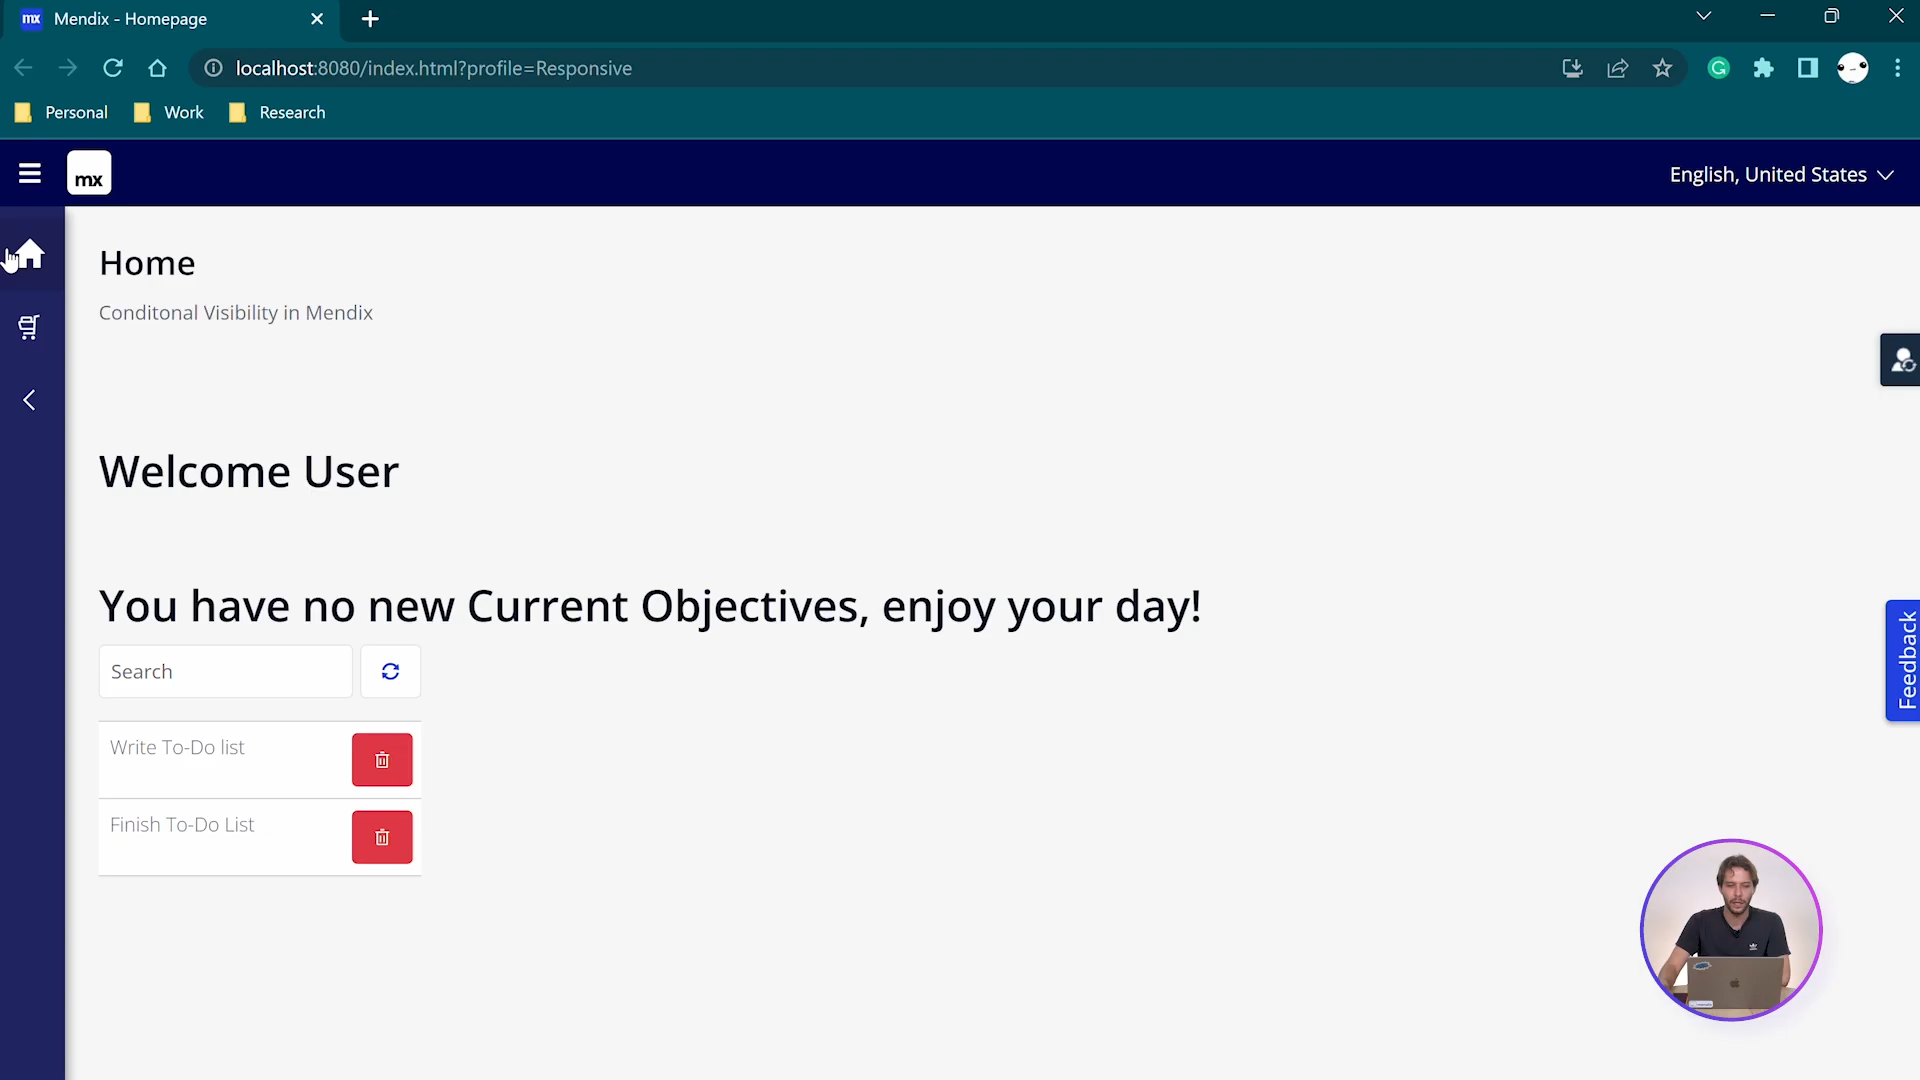 mx Mendix - Homepage
localhost:8080/index.html?profile=Responsive
Personal Work Research
mx
English, United States
Home
Conditonal Visibility in Mendix
Welcome User
You have no new Current Objectives, enjoy your day!
Search
Write To-Do list
Finish To-Do List
Feedback